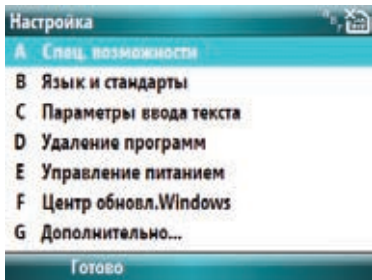 Настройка
A Спец. возможности
B Язык и стандарты
C Параметры ввода текста
D Удаление программ
E Управление питанием
F Центр обновл.Windows
G Дополнительно...
Готово